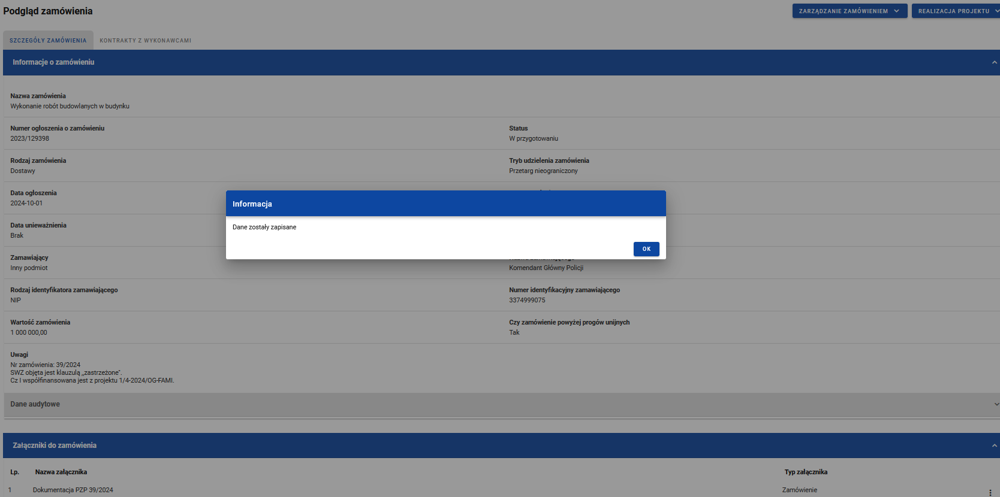 Podgląd zamówienia
ZARZĄDZANIE ZAMÓWIENIEM
REALIZACJA PROJEKTU
SZCZEGÓŁY ZAMÓWIENIA
KONTRAKTY Z WYKONAWCAMI
Informacje o zamówieniu
Nazwa zamówienia
Wykonanie robót budowlanych w budynku
Numer ogłoszenia o zamówieniu
2023/129398
Status
W przygotowaniu
Rodzaj zamówienia
Dostawy
Tryb udzielenia zamówienia
Przetarg nieograniczony
Data ogłoszenia
2024-10-01
Informacja
Dane zostały zapisane
OK
Data unieważnienia
Brak
Zamawiający
Inny podmiot
Komendant Główny Policji
Rodzaj identyfikatora zamawiającego
NIP
Numer identyfikacyjny zamawiającego
3374999075
Wartość zamówienia
1 000 000,00
Czy zamówienie powyżej progów unijnych
Tak
Uwagi
Nr zamówienia: 39/2024
SWZ objęta jest klauzulą „zastrzeżone".
Cz I współfinansowana jest z projektu 1/4-2024/OG-FAMI.
Dane audytowe
Załączniki do zamówienia
Lp.
Nazwa załącznika
Typ załącznika
1
Dokumentacja PZP 39/2024
Zamówienie